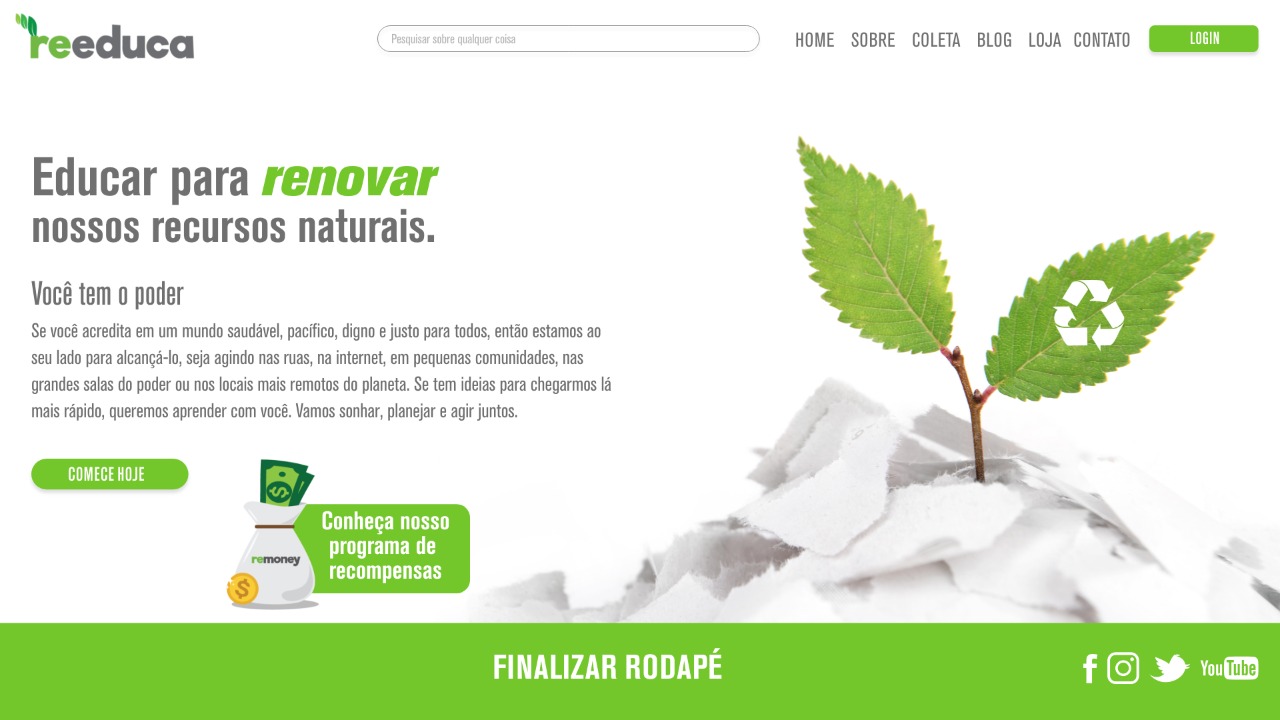 reeduca
Pesquisar sobre qualquer coisa
HOME SOBRE COLETA BLOG LOJA CONTATO
LOGIN
Educar para renovar
nossos recursos naturais.
Você tem o poder
Se você acredita em um mundo saudável, pacífico, digno e justo para todos, então estamos ao
seu lado para alcançá-lo, seja agindo nas ruas, na internet, em pequenas comunidades, nas
grandes salas do poder ou nos locais mais remotos do planeta. Se tem ideias para chegarmos lá
mais rápido, queremos aprender com você. Vamos sonhar, planejar e agir juntos.
COMECE HOJE
$
remoney
$
Conheça nosso
programa de
recompensas
FINALIZAR RODAPÉ
f
YouTube